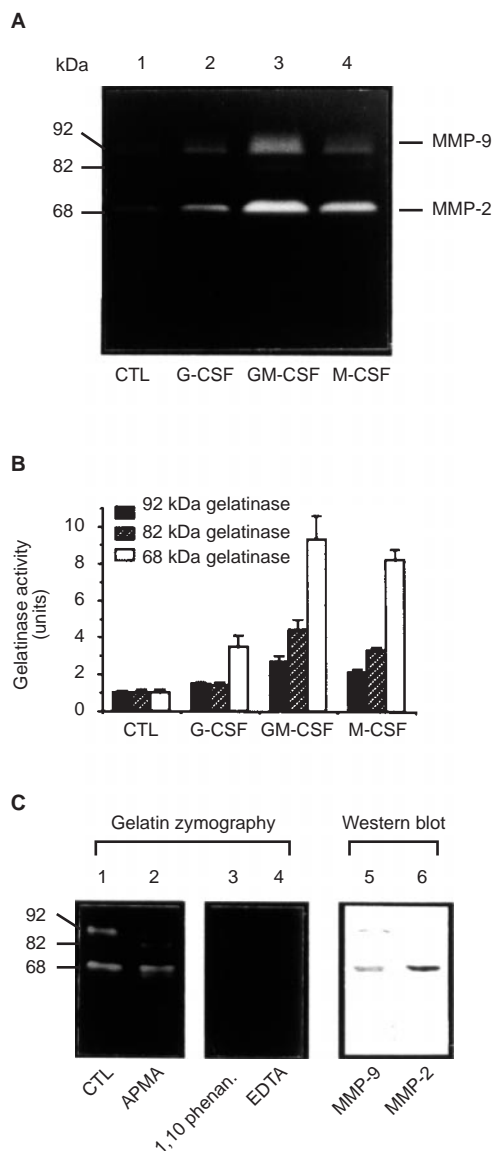 A
kDa 1 2 3 4
92
82
68
MMP-9
MMP-2
CTL G-CSF GM-CSF M-CSF
B
92 kDa gelatinase
82 kDa gelatinase
68 kDa gelatinase
Gelatinase activity
(units)
10
8
6
4
2
0
CTL G-CSF GM-CSF M-CSF
C
Gelatin zymography Western blot
1 2 3 4 5 6
92
82
68
CTL APMA 1,10 phenan. EDTA MMP-9 MMP-2